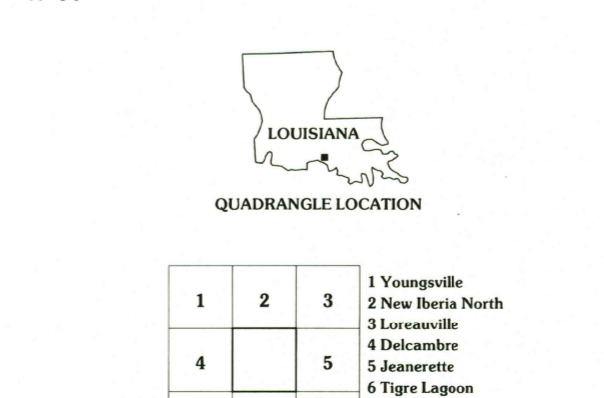 LOUISIANA
QUADRANGLE LOCATION
1 2 3
4 5
1 Youngsville
2 New Iberia North
3 Loreauville
4 Delcambre
5 Jeanerette
6 Tigre Lagoon